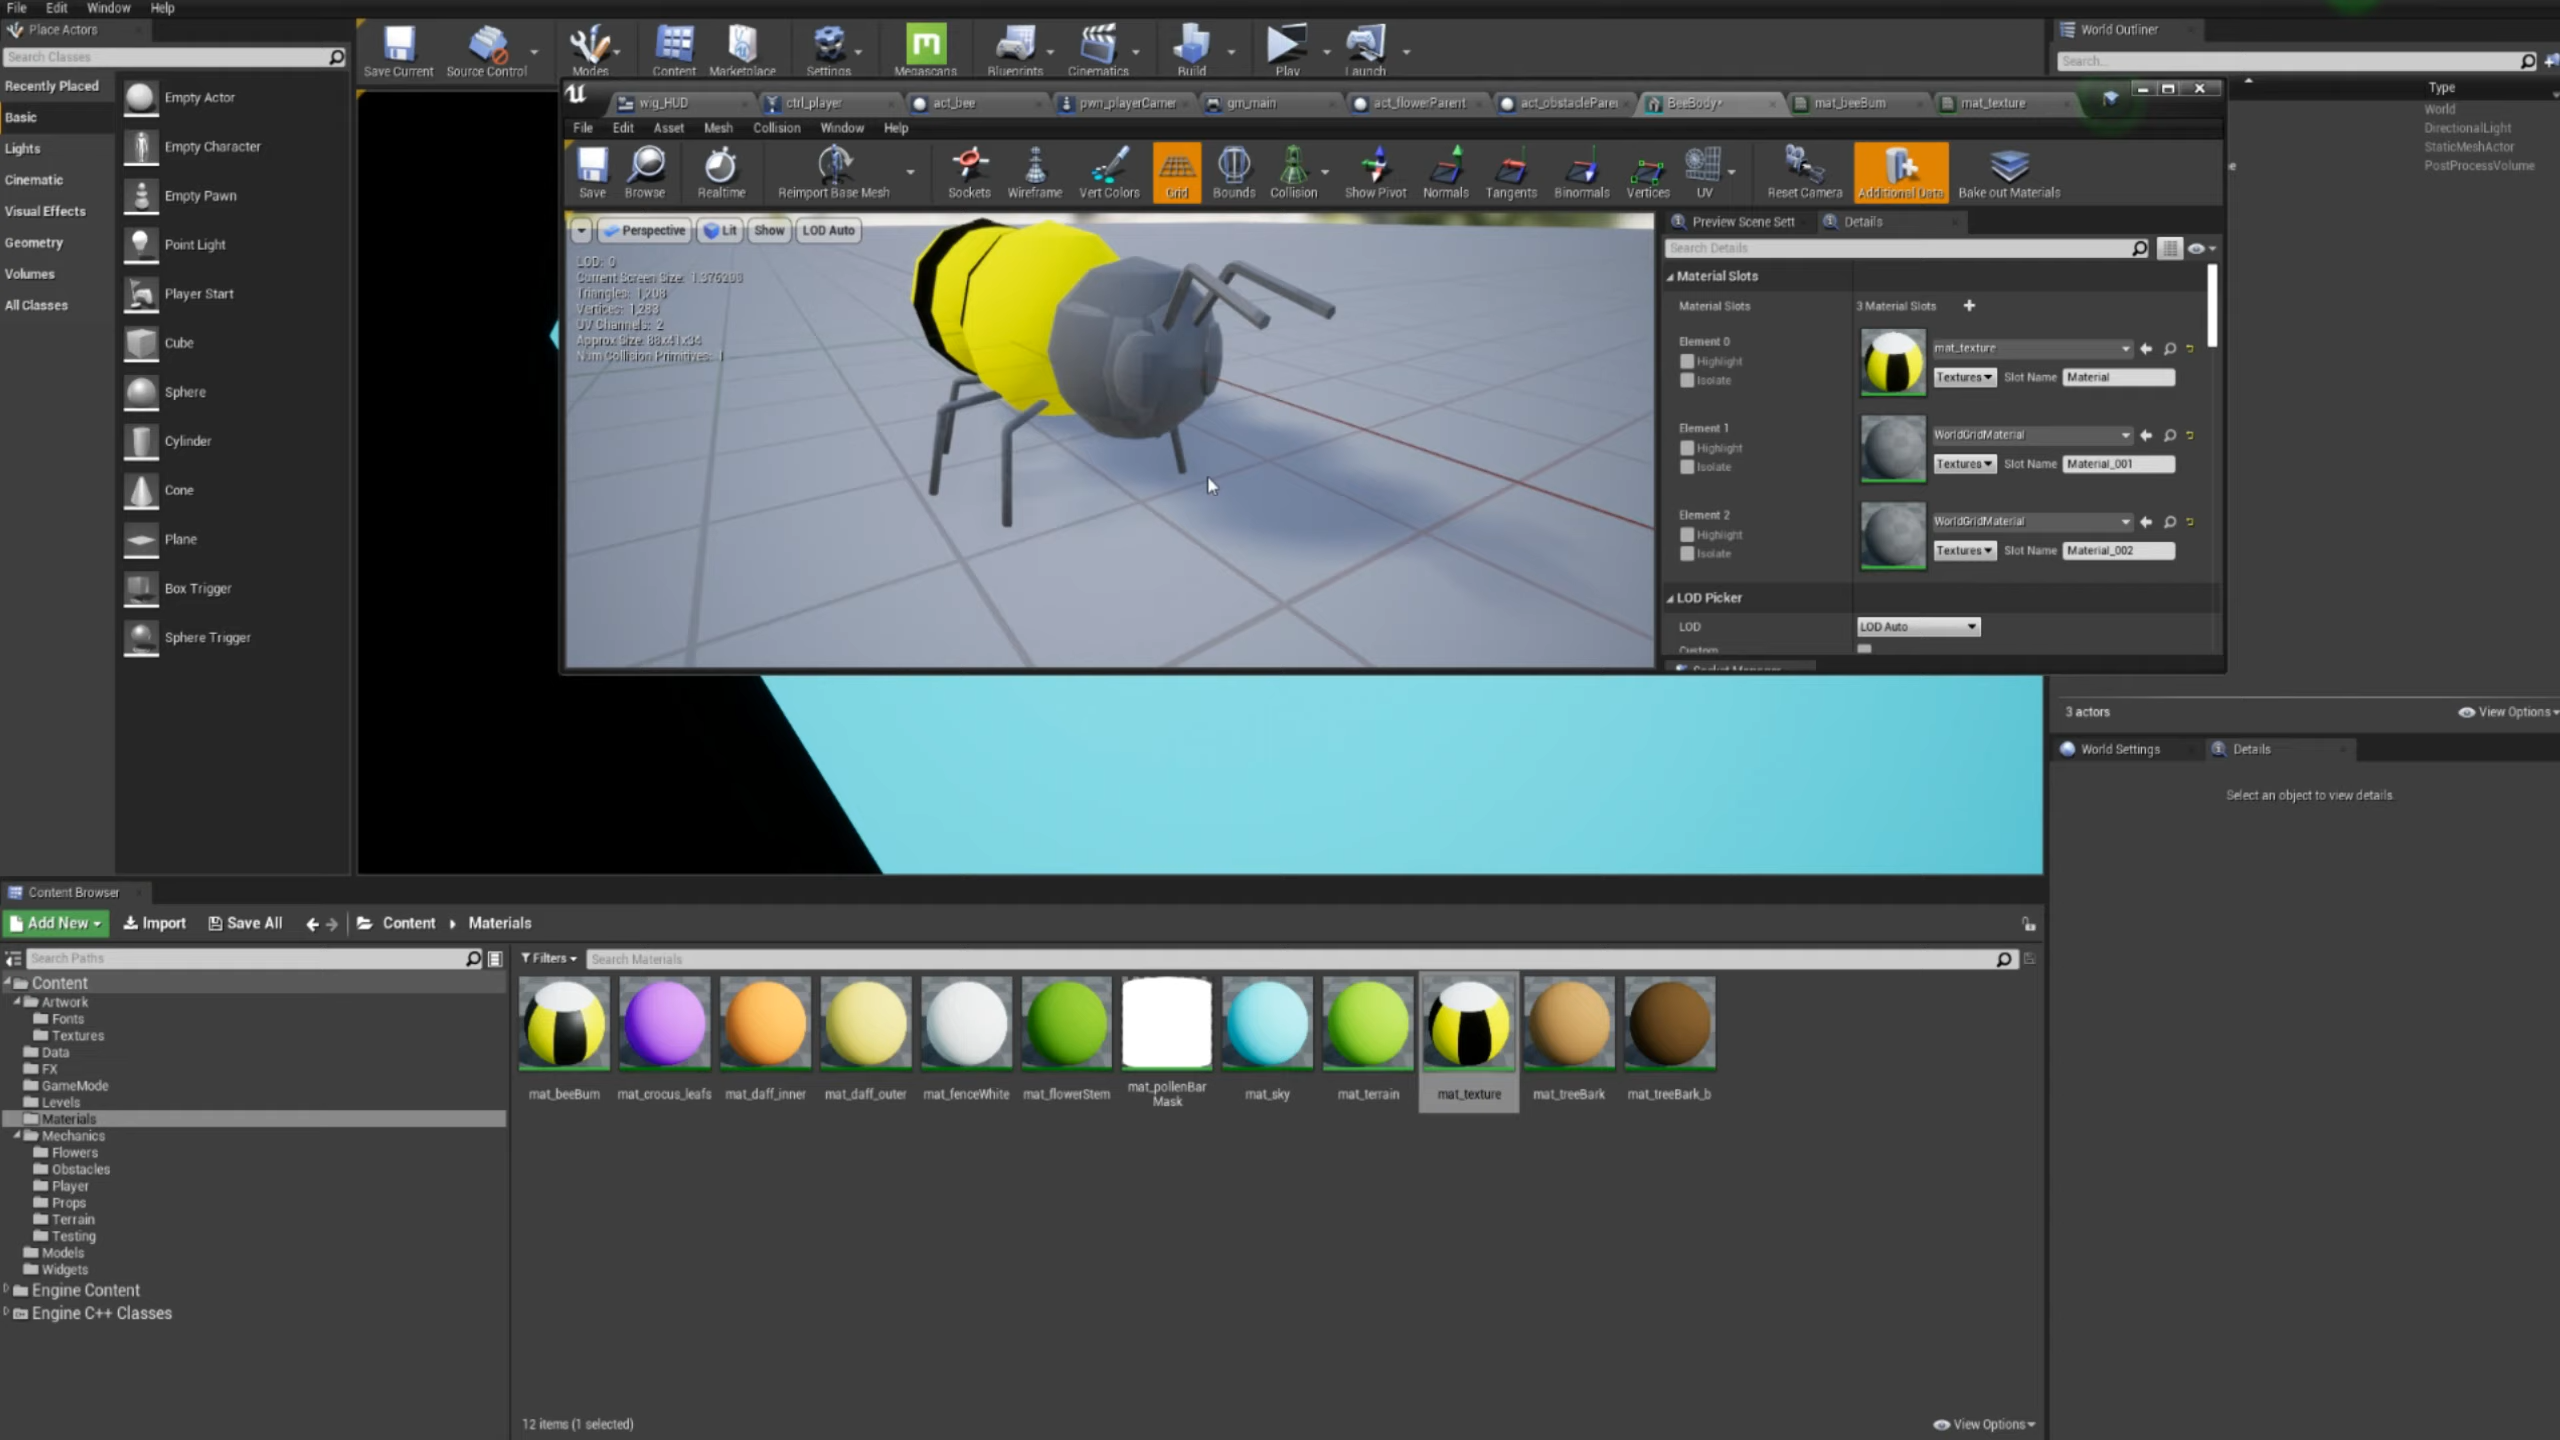 File Edit Window Help
Place Actors
Search Classes
Recently Placed
Basic
Lights
Cinematic
Visual Effects
Geometry
Volumes
All Classes
Empty Actor
Empty Character
Empty Pawn
Point Light
Player Start
Cube
Sphere
Cylinder
Cone
Plane
Box Trigger
Sphere Trigger
Save Current Source Control Modes Content Marketplace Settings Megascans Blueprints Cinematics Build Play Launch
wig_HUD ctrl_player act_bee pwn_playerCamer gm_main act_flowerParent act_obstaclePare BeeBody* mat_beeBum mat_texture
File Edit Asset Mesh Collision Window Help
Save Browse Realtime Reimport Base Mesh Sockets Wireframe Vert Colors Grid Bounds Collision Show Pivot Normals Tangents Binormals Vertices UV Reset Camera Additional Data Bake out Materials
Perspective Lit Show LOD Auto
LOD: 0
Current Screen Size: 1.376203
Triangles: 1,208
Vertices: 1,283
UV Channels: 2
Approx Size: 88x41x34
Num Collision Primitives: 1
Preview Scene Sett Details
Search Details
Material Slots
Material Slots 3 Material Slots
Element 0
Highlight
Isolate
mat_texture
Textures Slot Name Material
Element 1
Highlight
Isolate
WorldGridMaterial
Textures Slot Name Material_001
Element 2
Highlight
Isolate
WorldGridMaterial
Textures Slot Name Material_002
LOD Picker
LOD LOD Auto
Custom
Socket Manager
World Outliner
Search...
Type
World
DirectionalLight
StaticMeshActor
PostProcessVolume
3 actors View Options
World Settings Details
Select an object to view details.
Content Browser
Add New Import Save All Content Materials
Search Paths
Content
Artwork
Fonts
Textures
Data
FX
GameMode
Levels
Materials
Mechanics
Flowers
Obstacles
Player
Props
Terrain
Testing
Models
Widgets
Engine Content
Engine C++ Classes
Filters Search Materials
mat_beeBum mat_crocus_leafs mat_daff_inner mat_daff_outer mat_fenceWhite mat_flowerStem mat_pollenBar Mask mat_sky mat_terrain mat_texture mat_treeBark mat_treeBark_b
12 items (1 selected) View Options